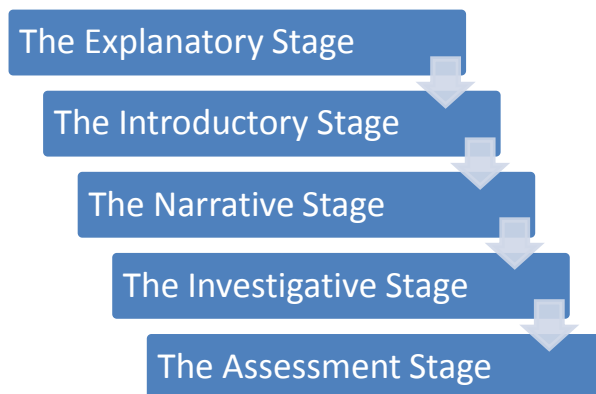 The Explanatory Stage
The Introductory Stage
The Narrative Stage
The Investigative Stage
The Assessment Stage